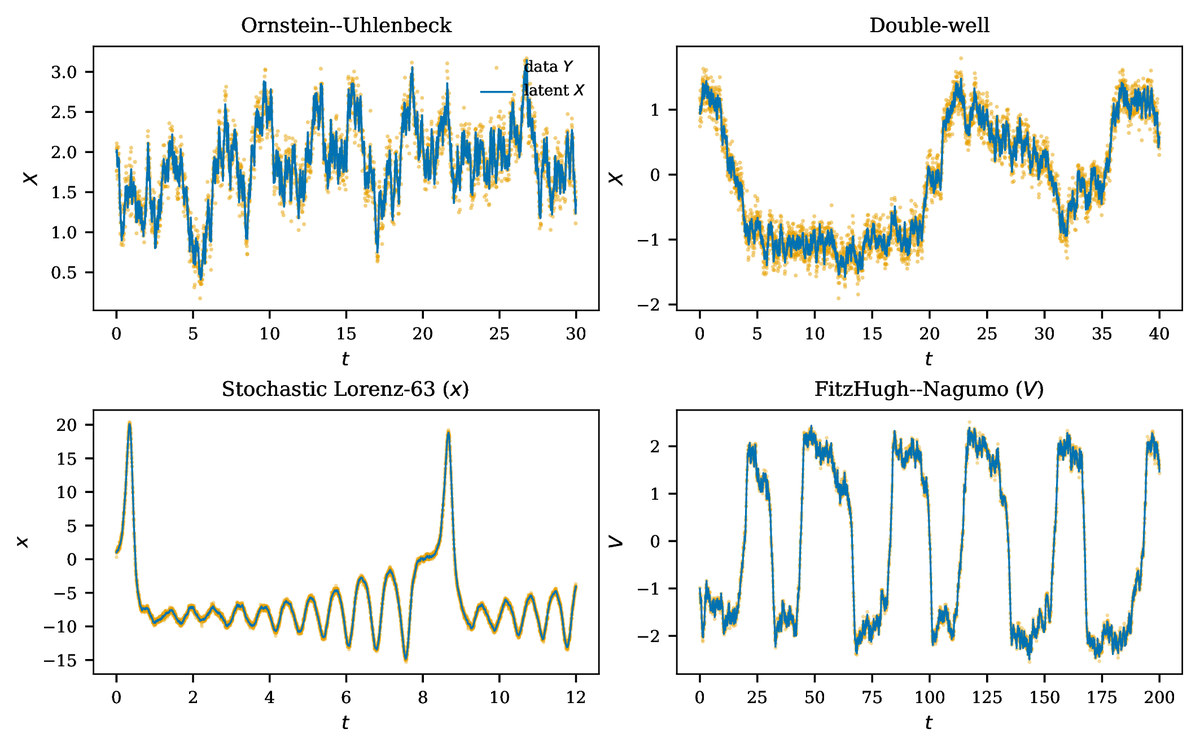 Ornstein--Uhlenbeck
3.0
2.5
2.0
1.5
1.0
0.5
X
data Y
latent X
0 5 10 15 20 25 30
t
Double-well
1
0
−1
−2
X
0 5 10 15 20 25 30 35 40
t
Stochastic Lorenz-63 (x)
20
15
10
5
0
−5
−10
−15
x
0 2 4 6 8 10 12
t
FitzHugh--Nagumo (V)
2
1
0
−1
−2
V
0 25 50 75 100 125 150 175 200
t